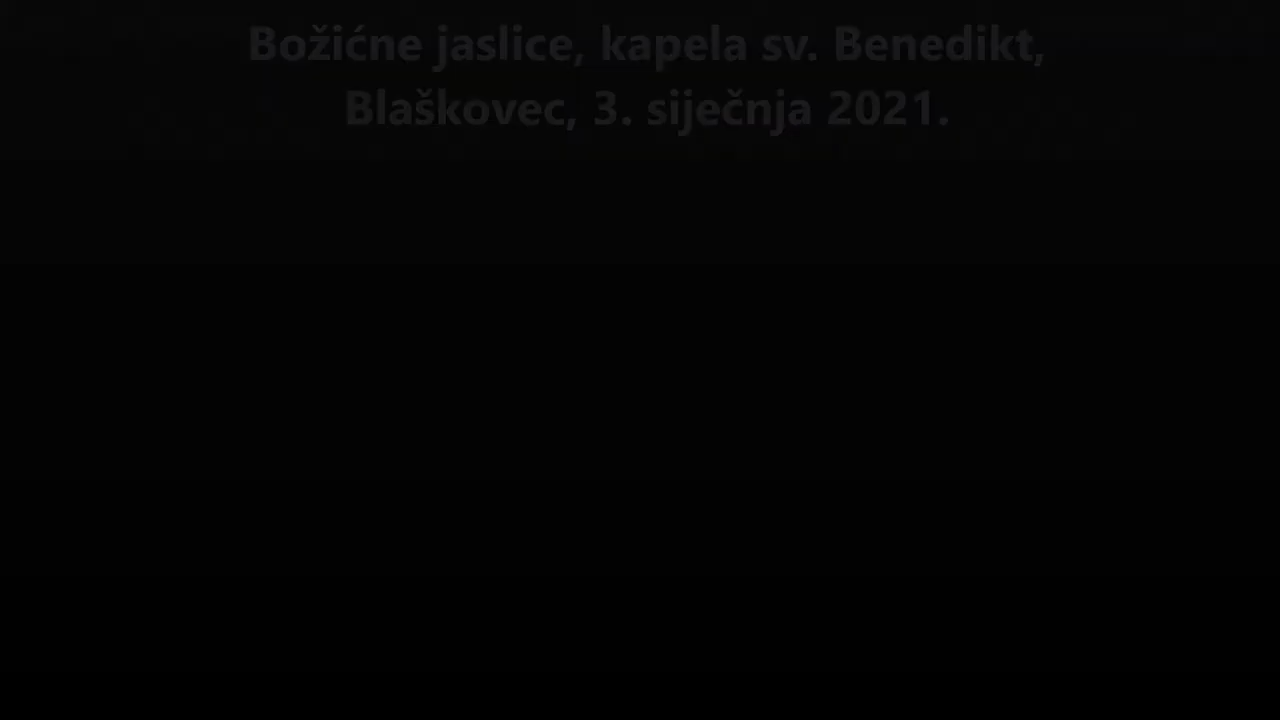 Božićne jaslice, kapela sv. Benedikt,
Blaškovec, 3. siječnja 2021.